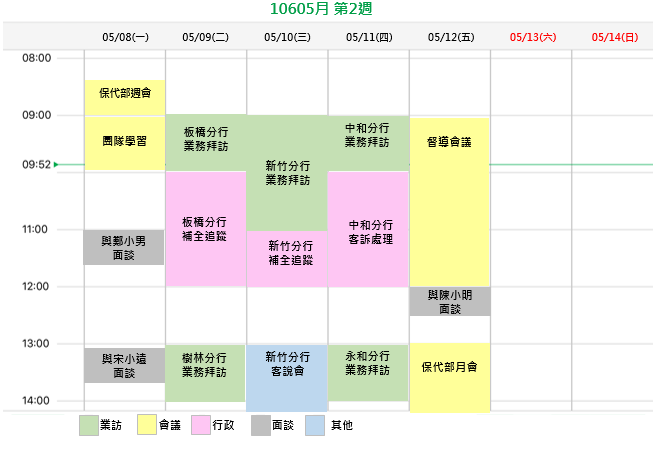 10605月 第2週
05/08(一) 05/09(二) 05/10(三) 05/11(四) 05/12(五) 05/13(六) 05/14(日)
08:00
保代部週會
09:00
團隊學習
板橋分行
業務拜訪
新竹分行
業務拜訪
中和分行
業務拜訪
督導會議
09:52
板橋分行
補全追蹤
中和分行
客訴處理
11:00
與鄭小男
面談
新竹分行
補全追蹤
12:00
與陳小明
面談
13:00
與宋小遠
面談
樹林分行
業務拜訪
新竹分行
客說會
永和分行
業務拜訪
保代部月會
14:00
業訪 會議 行政 面談 其他